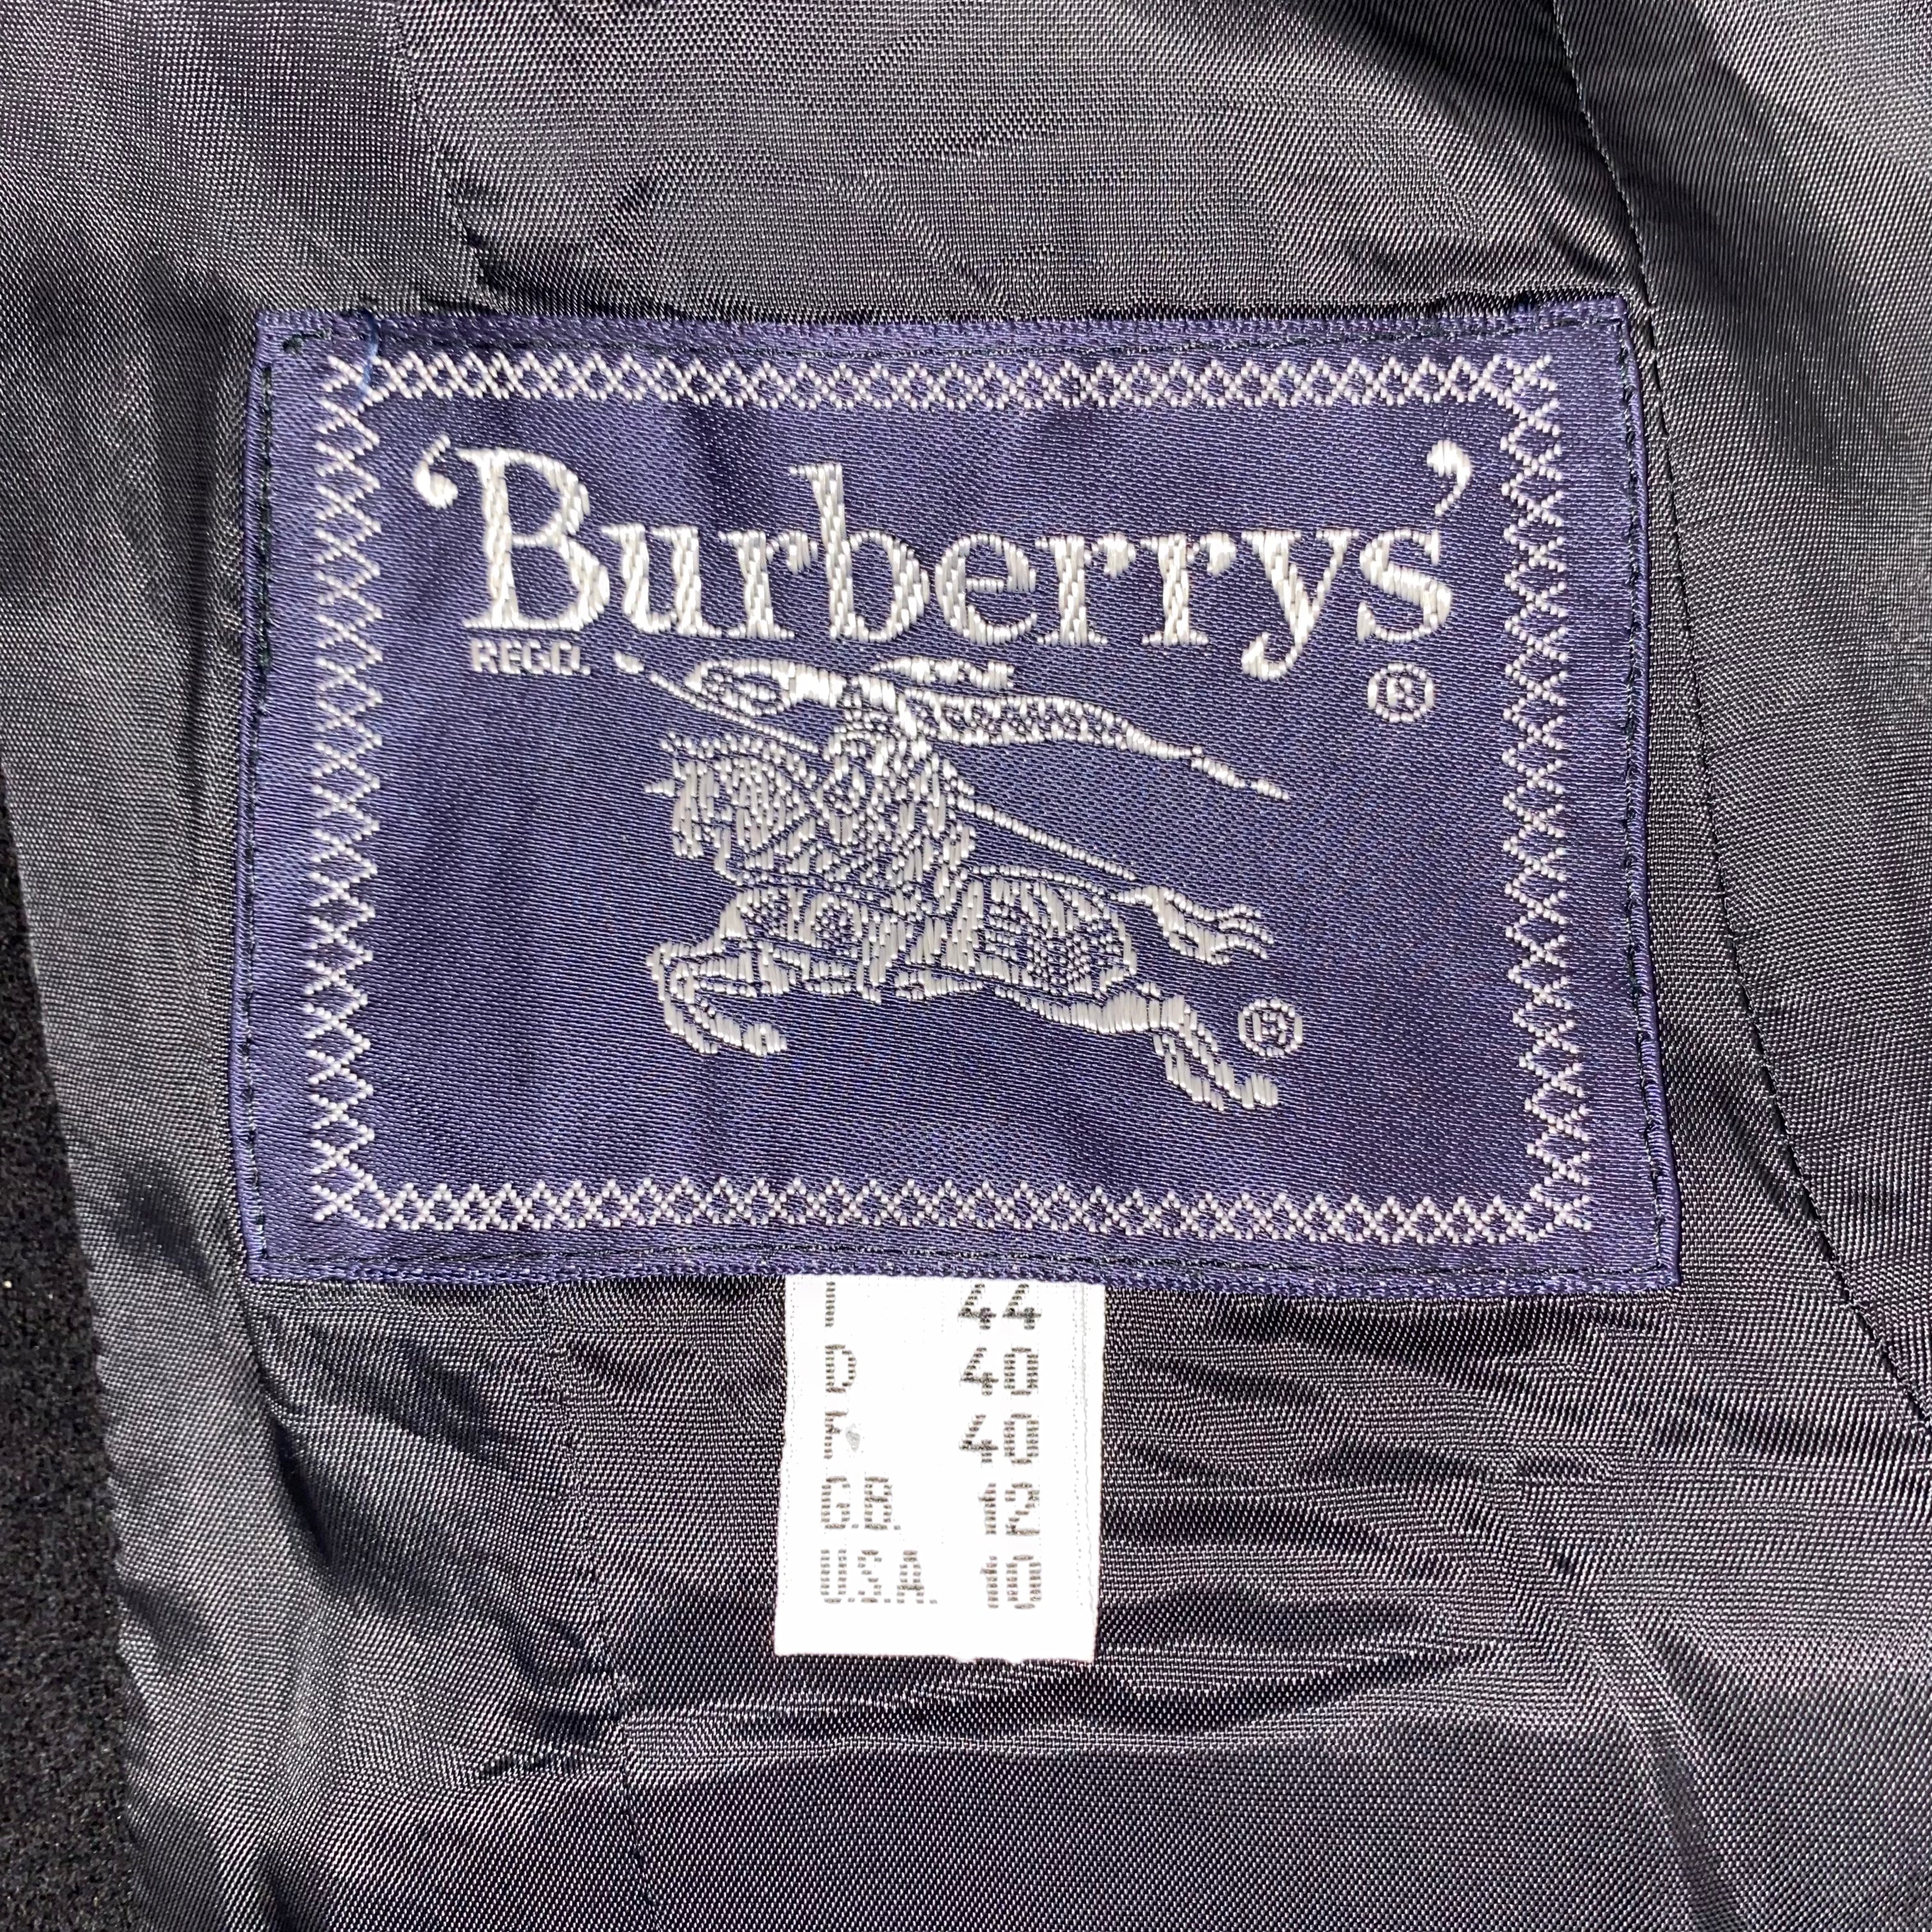 ‘Burberrys’
REGD. ®
®
I 44
D 40
F 40
G.B. 12
U.S.A. 10